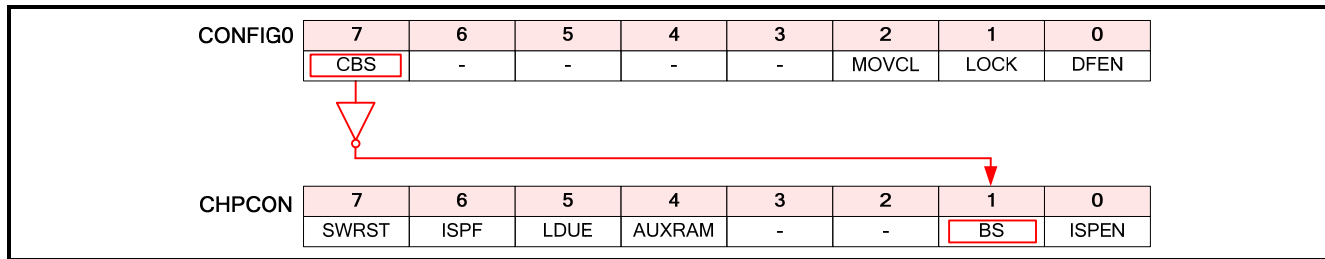 CONFIG0 7 6 5 4 3 2 1 0
CBS - - - - MOVCL LOCK DFEN
CHPCON 7 6 5 4 3 2 1 0
SWRST ISPF LDUE AUXRAM - - BS ISPEN